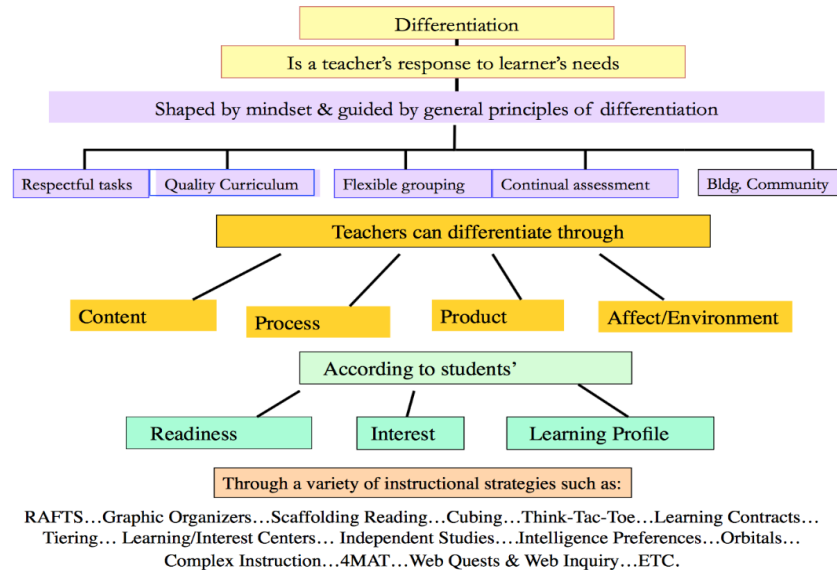 Differentiation
Is a teacher's response to learner's needs
Shaped by mindset & guided by general principles of differentiation
Respectful tasks
Quality Curriculum
Flexible grouping
Continual assessment
Bldg. Community
Teachers can differentiate through
Content
Process
Product
Affect/Environment
According to students'
Readiness
Interest
Learning Profile
Through a variety of instructional strategies such as:
RAFTS…Graphic Organizers…Scaffolding Reading…Cubing…Think-Tac-Toe…Learning Contracts…
Tiering… Learning/Interest Centers… Independent Studies….Intelligence Preferences…Orbitals…
Complex Instruction…4MAT…Web Quests & Web Inquiry…ETC.